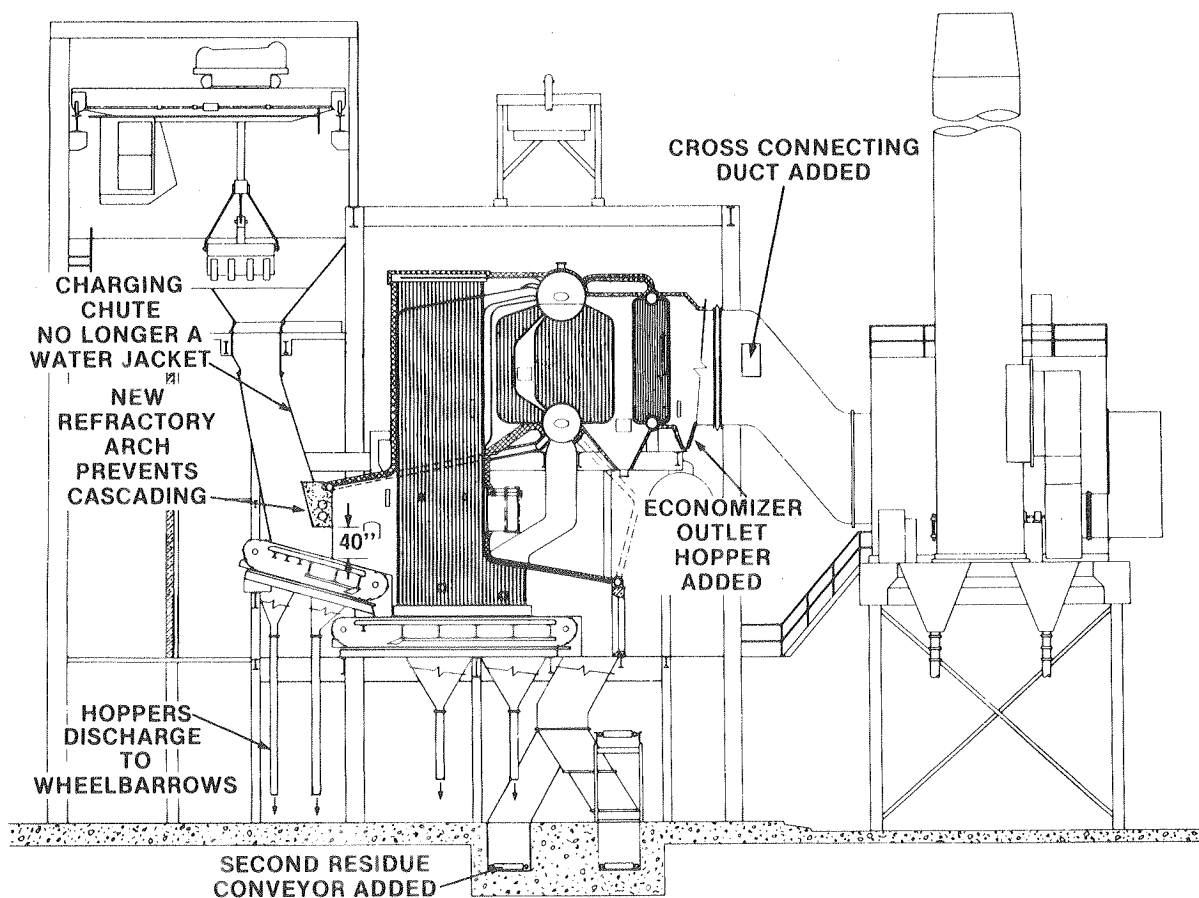 CROSS CONNECTING
DUCT ADDED
CHARGING
CHUTE
NO LONGER A
WATER JACKET
NEW
REFRACTORY
ARCH
PREVENTS
CASCADING
40”
ECONOMIZER
OUTLET
HOPPER
ADDED
HOPPERS
DISCHARGE
TO
WHEELBARROWS
SECOND RESIDUE
CONVEYOR ADDED